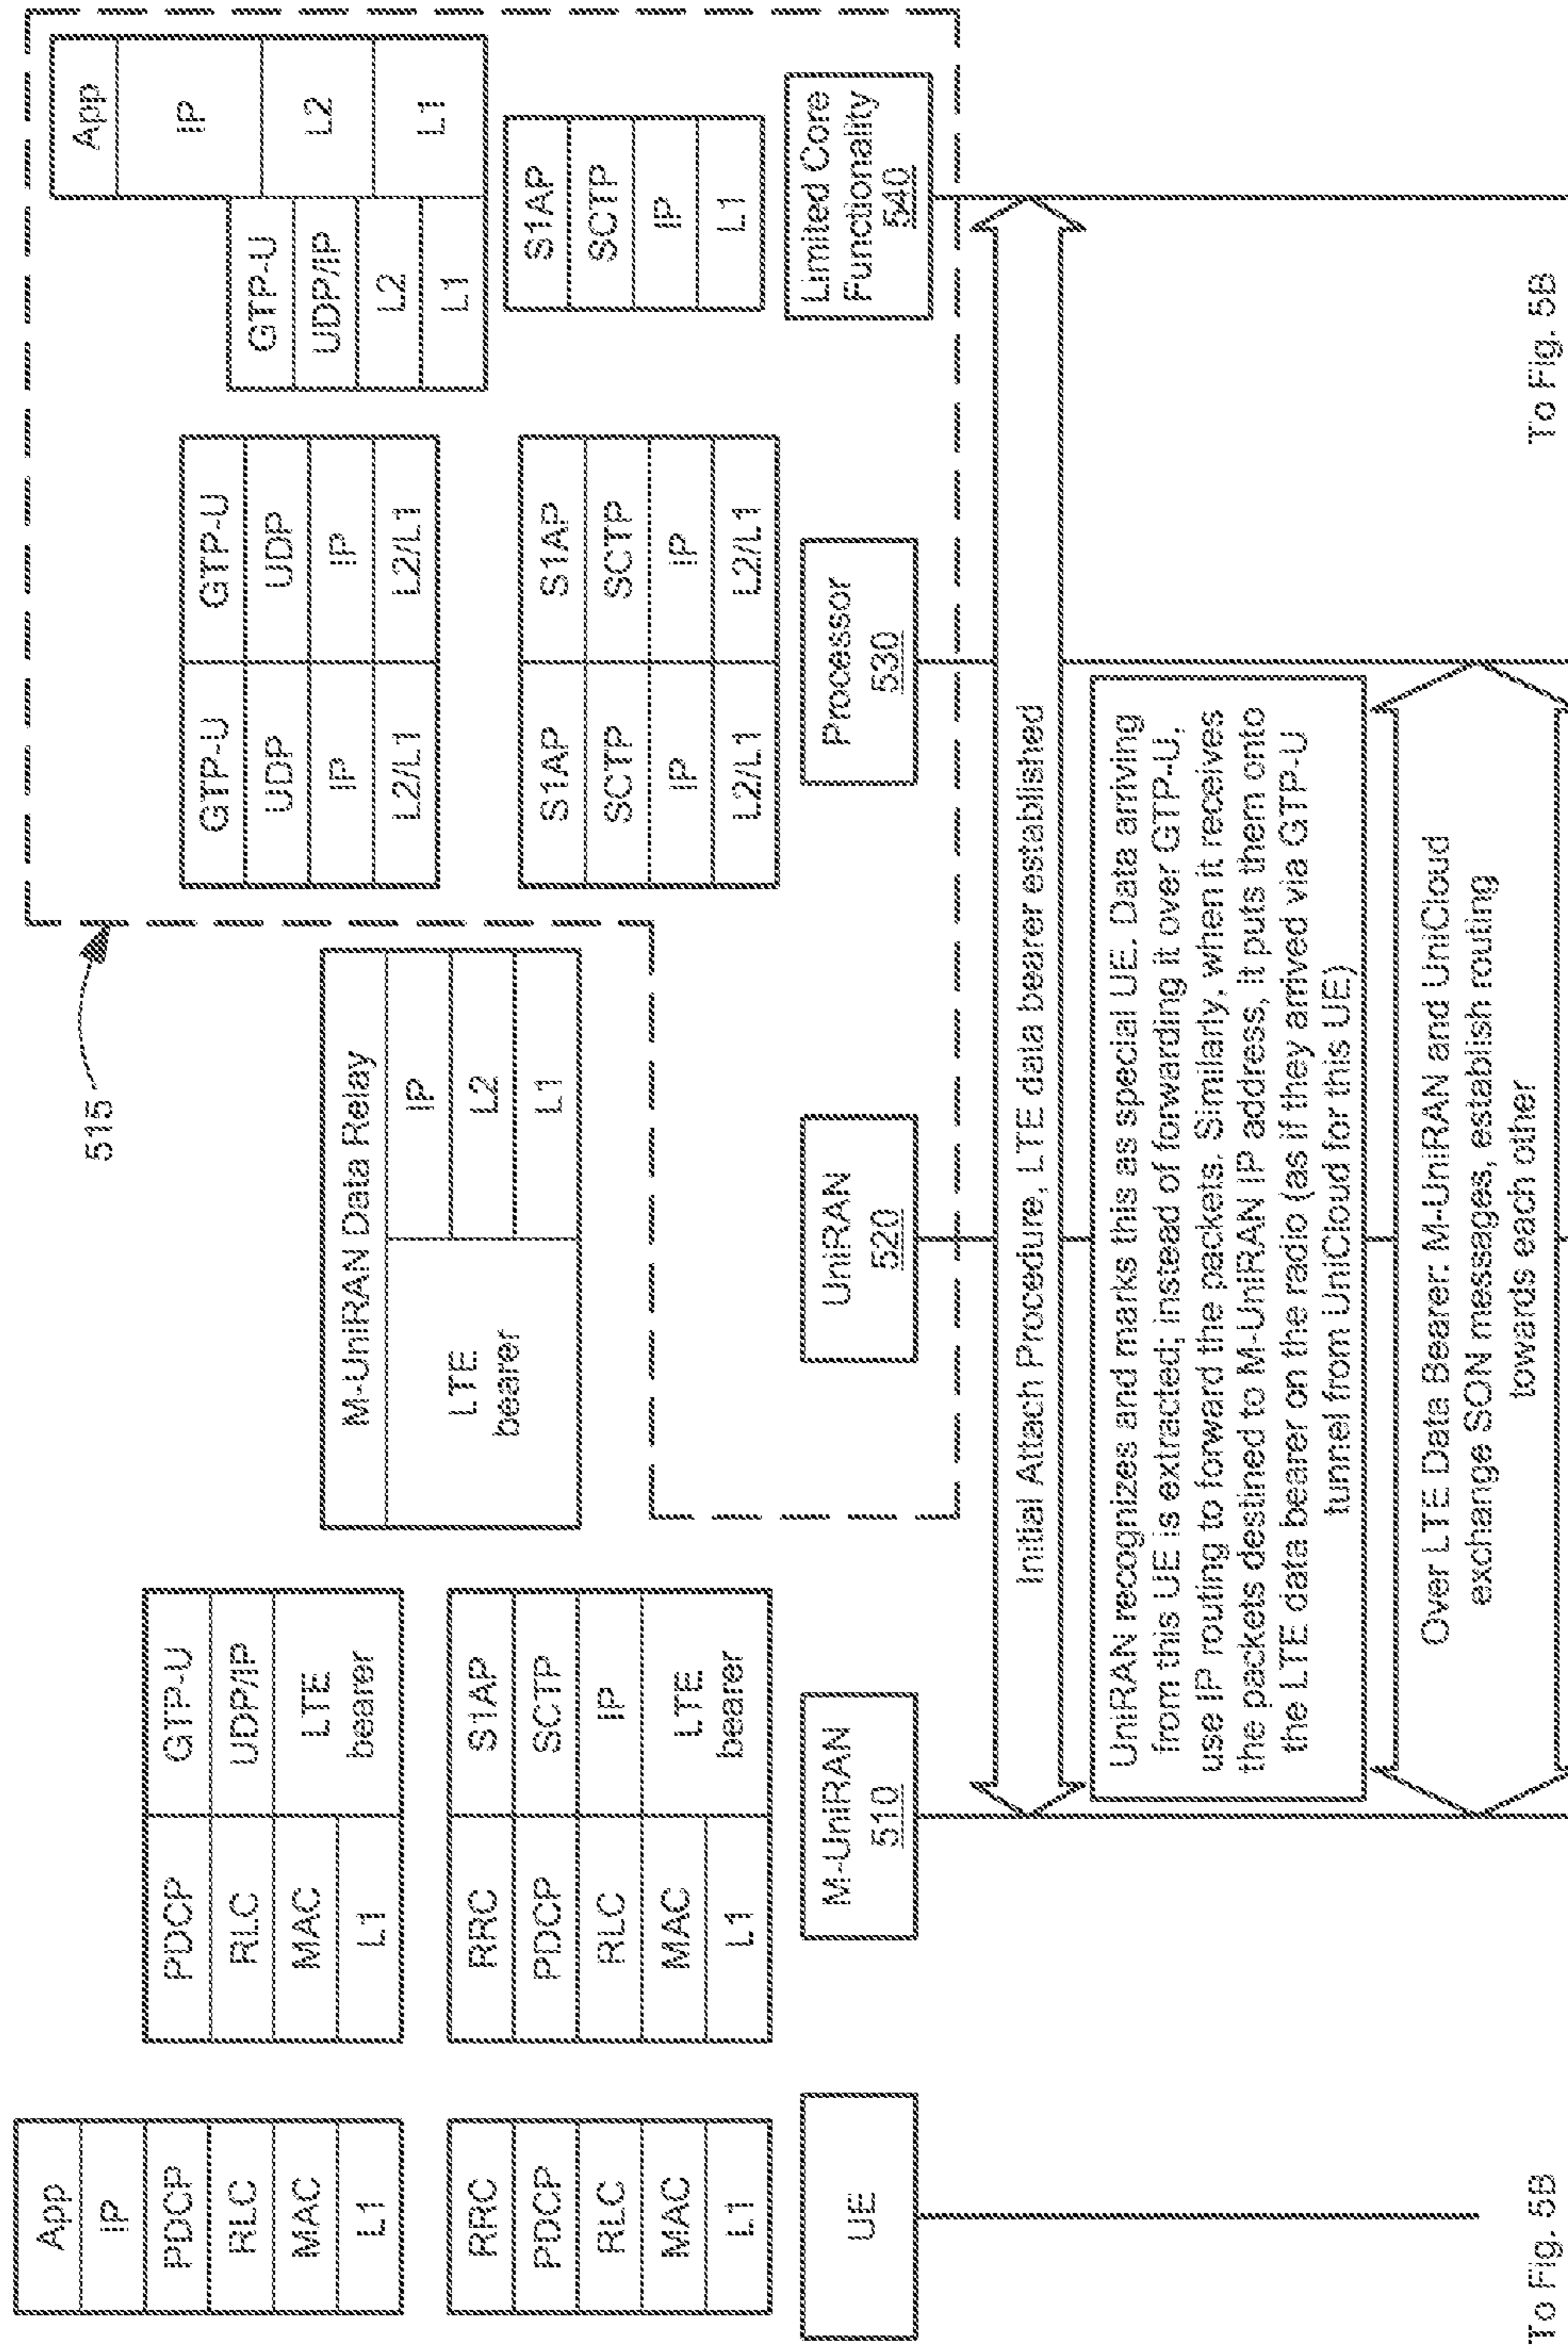 App
IP
PDCP
RLC
MAC
L1
RRC
PDCP
RLC
MAC
L1
UE
PDCP
RLC
MAC
L1
GTP-U
UDP/IP
LTE
bearer
RRC
PDCP
RLC
MAC
L1
S1AP
SCTP
IP
LTE
bearer
M-UniRAN
510
515
M-UniRAN Data Relay
LTE
bearer
IP
L2
L1
UniRAN
520
GTP-U
UDP
IP
L2/L1
GTP-U
UDP
IP
L2/L1
S1AP
SCTP
IP
L2/L1
S1AP
SCTP
IP
L2/L1
Processor
530
GTP-U
UDP/IP
L2
L1
App
IP
L2
L1
S1AP
SCTP
IP
L1
Limited Core
Functionality
540
Initial Attach Procedure, LTE data bearer established
UniRAN recognizes and marks this as special UE. Data arriving
from this UE is extracted; instead of forwarding it over GTP-U,
use IP routing to forward the packets. Similarly, when it receives
the packets destined to M-UniRAN IP address, it puts them onto
the LTE data bearer on the radio (as if they arrived via GTP-U
tunnel from UniCloud for this UE)
Over LTE Data Bearer: M-UniRAN and UniCloud
exchange SON messages, establish routing
towards each other
To Fig. 5B
To Fig. 5B